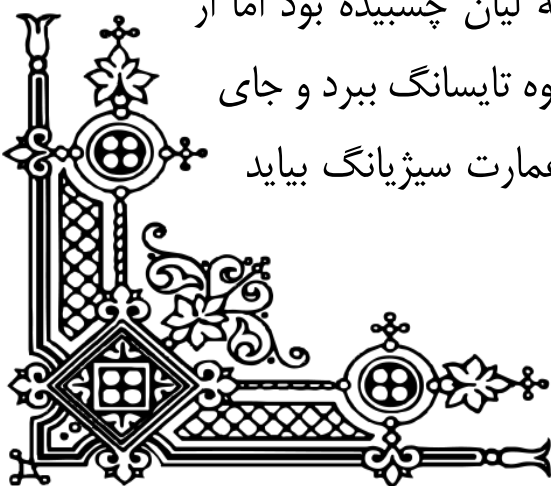 ه لیان چسبیده بود اما از
وه تایسانگ ببرد و جای
عمارت سیژیانگ بیاید